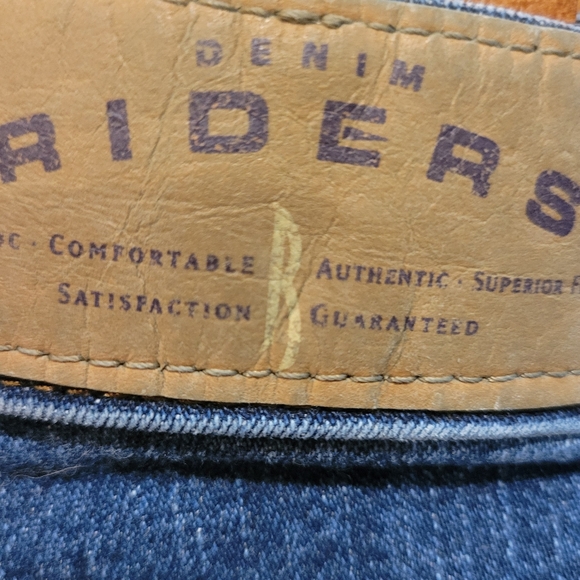 DENIM
RIDERS
COMFORTABLE B AUTHENTIC · SUPERIOR
SATISFACTION GUARANTEED